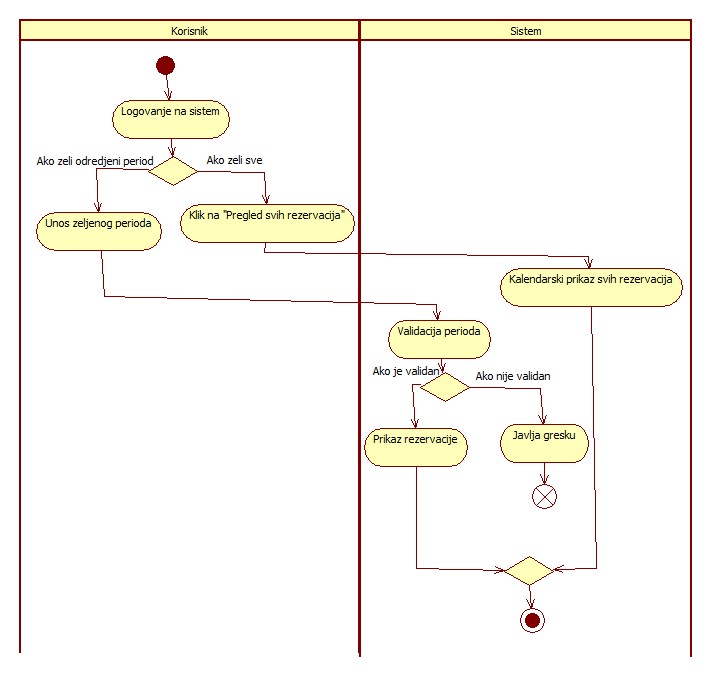 Korisnik
Sistem
Logovanje na sistem
Ako zeli odredjeni period
Ako zeli sve
Unos zeljenog perioda
Klik na "Pregled svih rezervacija"
Kalendarski prikaz svih rezervacija
Validacija perioda
Ako je validan
Ako nije validan
Prikaz rezervacije
Javlja gresku